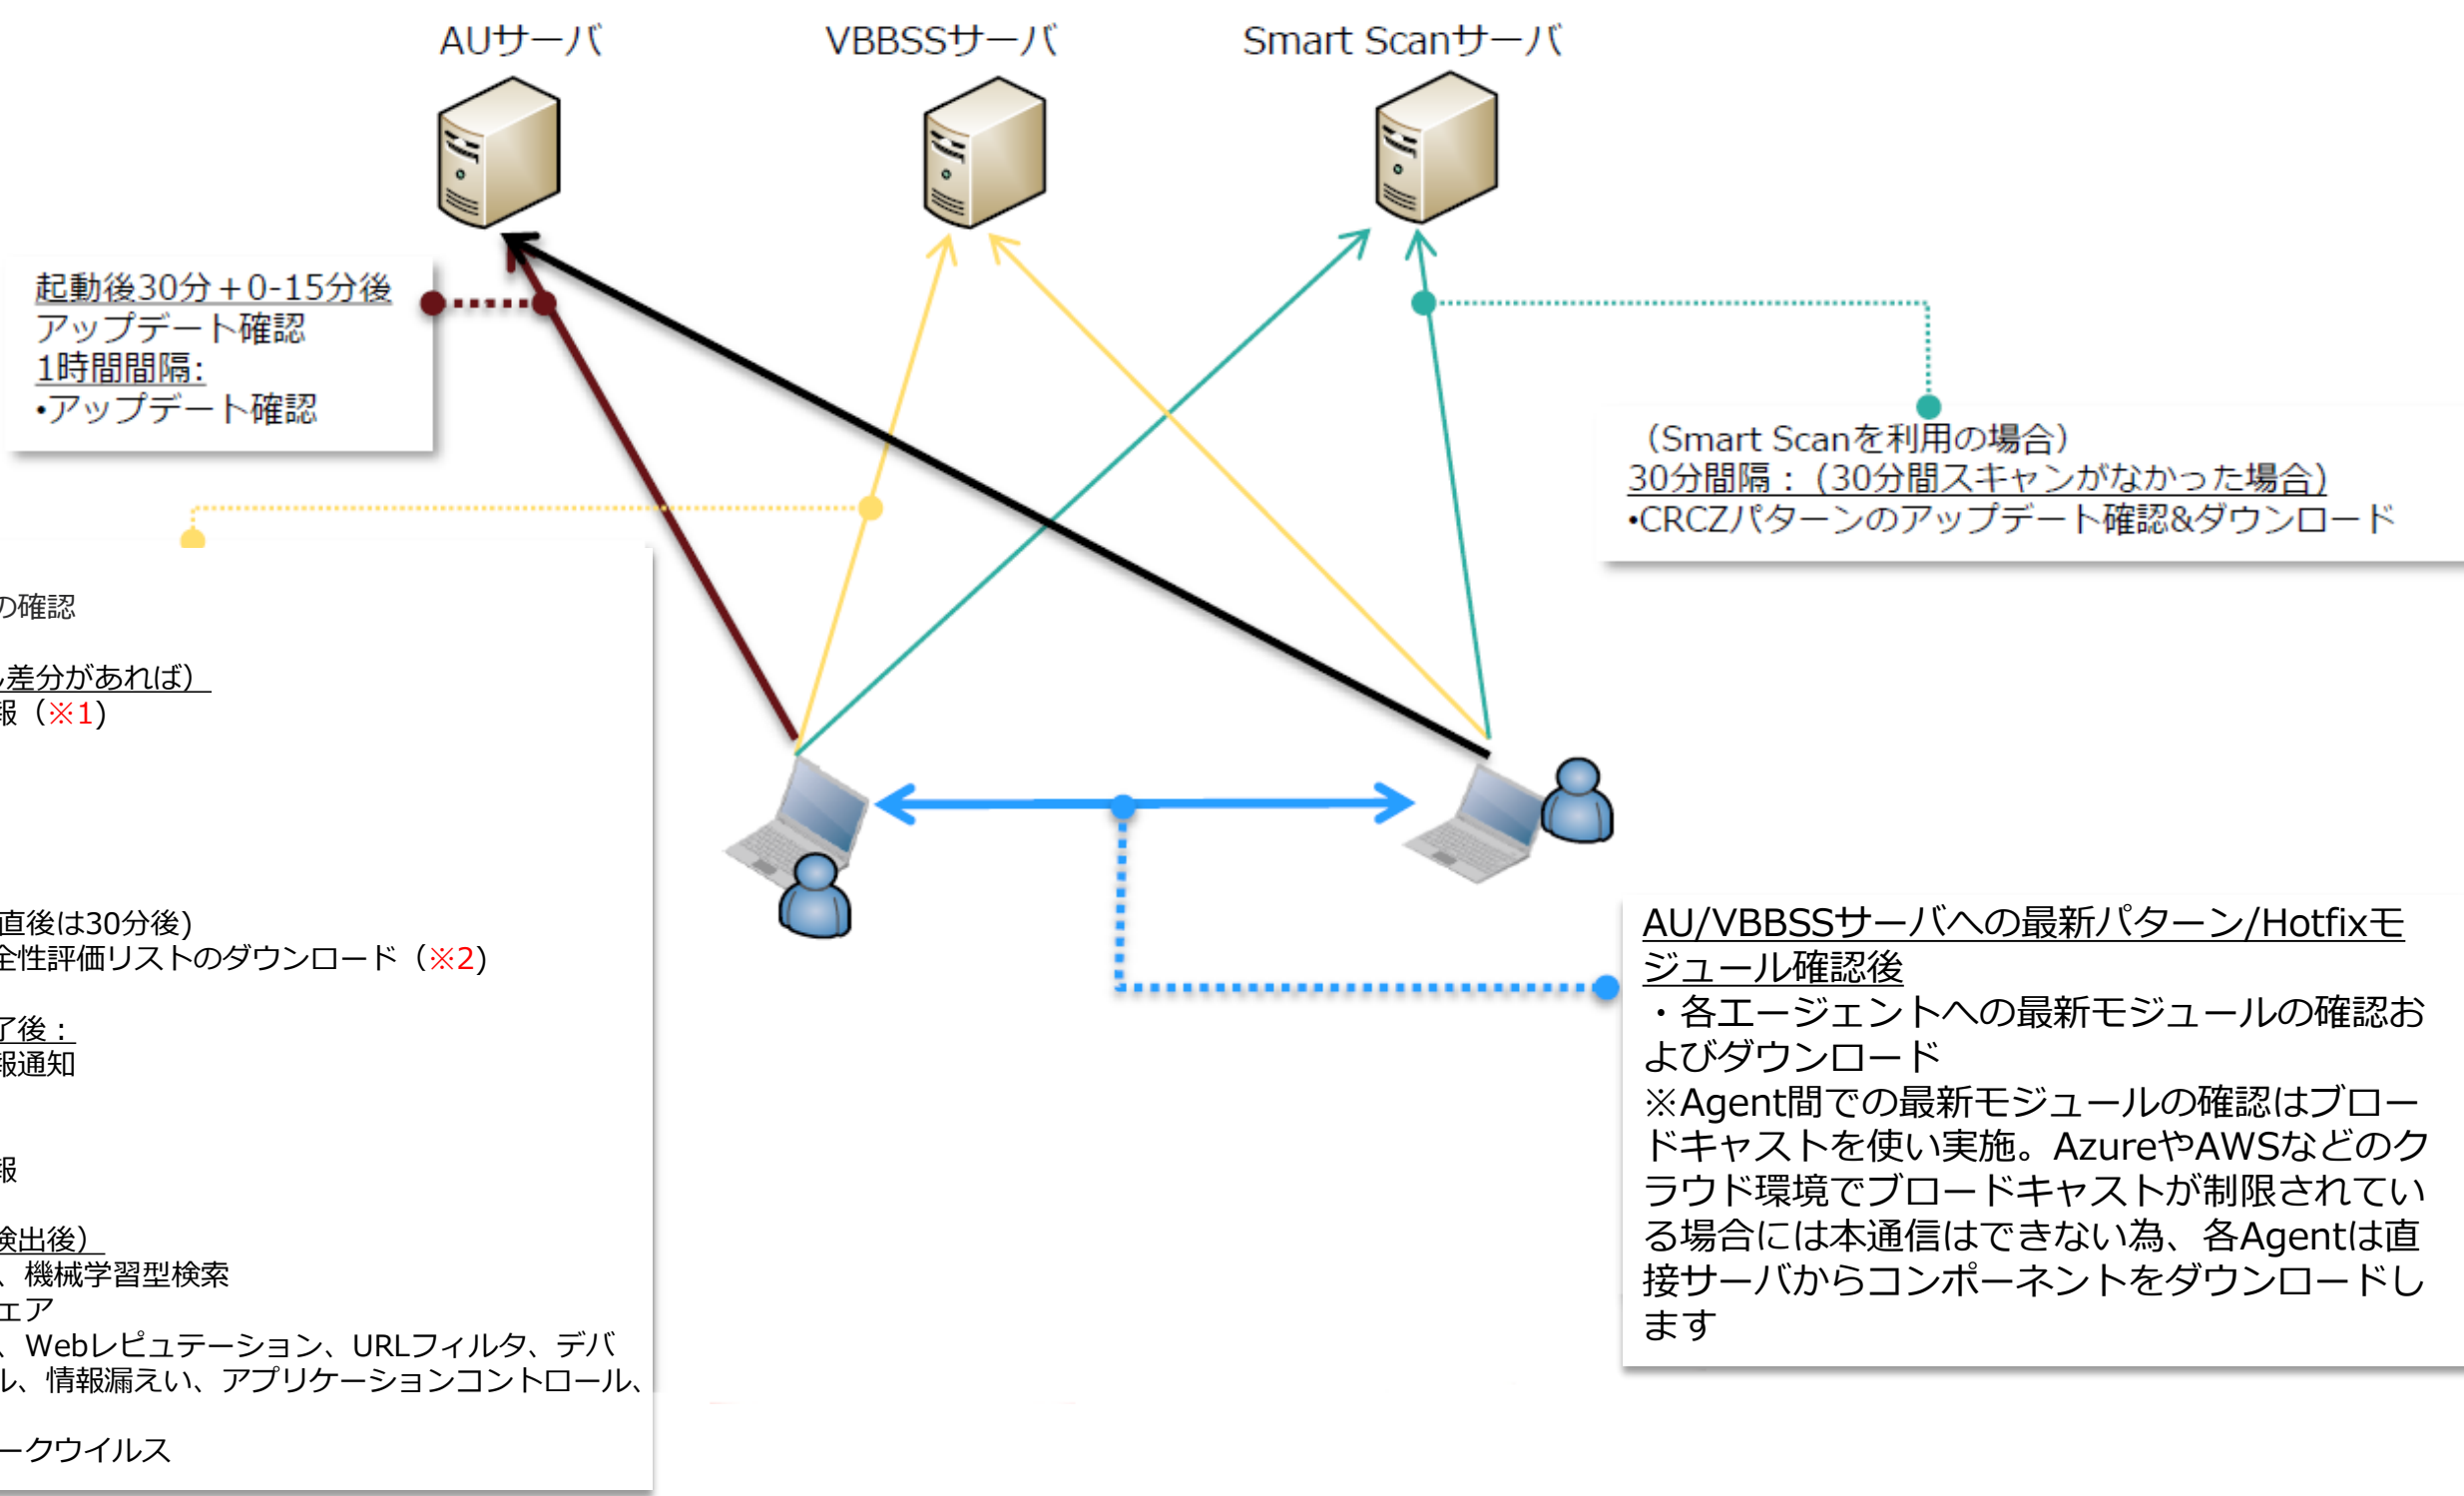 AUサーバ
VBBSSサーバ
Smart Scanサーバ
起動後30分+0-15分後
アップデート確認
1時間間隔:
•アップデート確認
（Smart Scanを利用の場合）
30分間隔：(30分間スキャンがなかった場合)
•CRCZパターンのアップデート確認&ダウンロード
の確認
差分があれば）
報（※1)
直後は30分後)
全性評価リストのダウンロード（※2)
了後：
報通知
報
検出後）
、機械学習型検索
ェア
、Webレピュテーション、URLフィルタ、デバ
ル、情報漏えい、アプリケーションコントロール、
ークウイルス
AU/VBBSSサーバへの最新パターン/Hotfixモ
ジュール確認後
・各エージェントへの最新モジュールの確認お
よびダウンロード
※Agent間での最新モジュールの確認はブロー
ドキャストを使い実施。AzureやAWSなどのク
ラウド環境でブロードキャストが制限されてい
る場合には本通信はできない為、各Agentは直
接サーバからコンポーネントをダウンロードし
ます